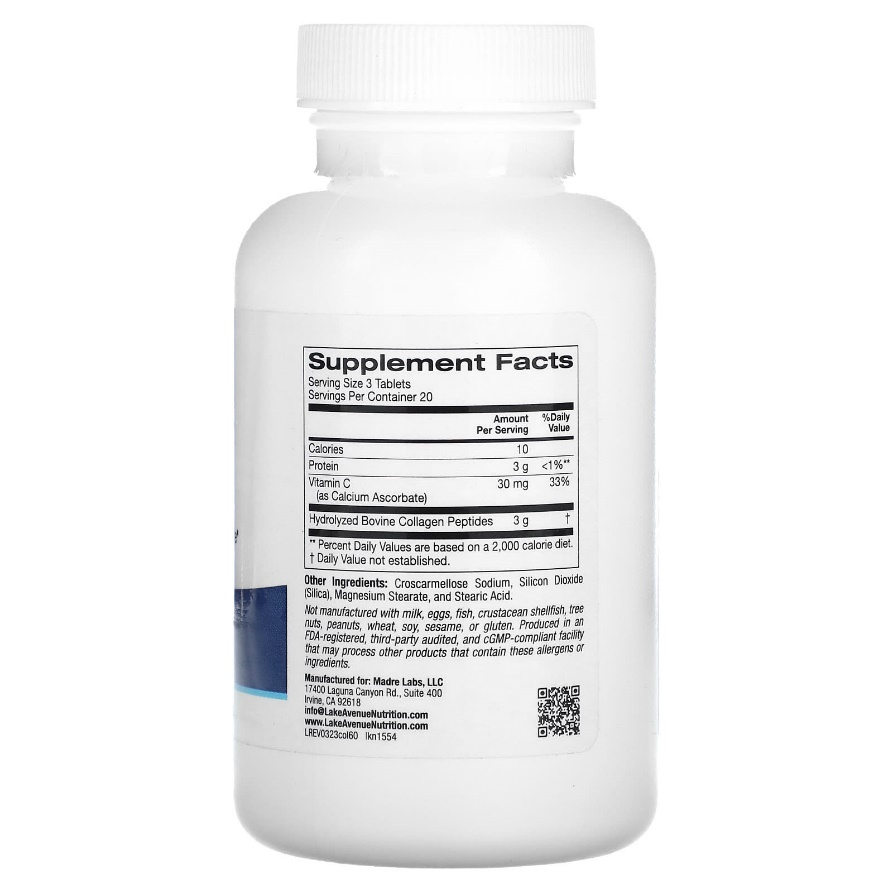 Supplement Facts
Serving Size 3 Tablets
Servings Per Container 20
Amount Per Serving %Daily Value
Calories 10
Protein 3 g <1%**
Vitamin C 30 mg 33%
(as Calcium Ascorbate)
Hydrolyzed Bovine Collagen Peptides 3 g †
** Percent Daily Values are based on a 2,000 calorie diet.
† Daily Value not established.
Other Ingredients: Croscarmellose Sodium, Silicon Dioxide
(Silica), Magnesium Stearate, and Stearic Acid.
Not manufactured with milk, eggs, fish, crustacean shellfish, tree
nuts, peanuts, wheat, soy, sesame, or gluten. Produced in an
FDA-registered, third-party audited, and cGMP-compliant facility
that may process other products that contain these allergens or
ingredients.
Manufactured for: Madre Labs, LLC
17400 Laguna Canyon Rd., Suite 400
Irvine, CA 92618
info@LakeAvenueNutrition.com
www.LakeAvenueNutrition.com
LREV0323col60 lkn1554